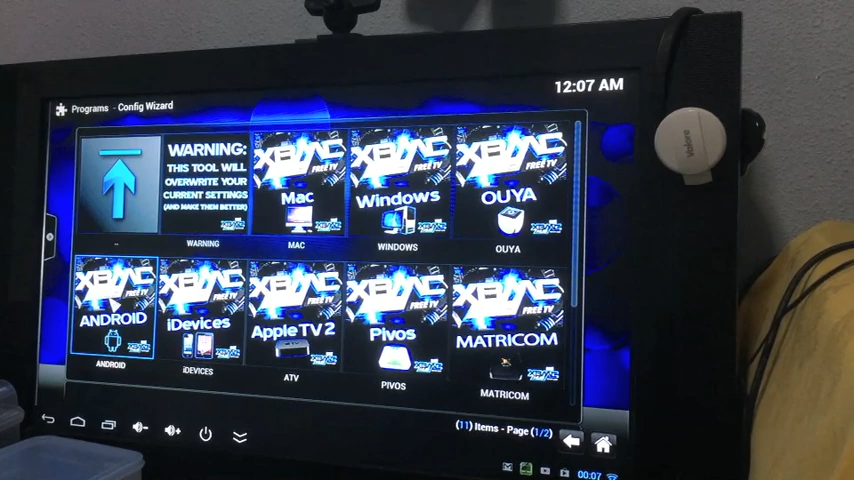 12:07 AM
Programs - Config Wizard
WARNING:
THIS TOOL WILL
OVERWRITE YOUR
CURRENT SETTINGS
(AND MAKE THEM BETTER)
XBMC
FREE TV
Mac
XBMC
FREE TV
Windows
XBMC
FREE TV
OUYA
..
WARNING
MAC
WINDOWS
OUYA
XBMC
FREE TV
ANDROID
XBMC
FREE TV
iDevices
XBMC
FREE TV
Apple TV 2
XBMC
FREE TV
Pivos
XBMC
FREE TV
MATRICOM
ANDROID
iDEVICES
ATV
PIVOS
MATRICOM
(11) Items - Page (1/2)
00:07
Valore